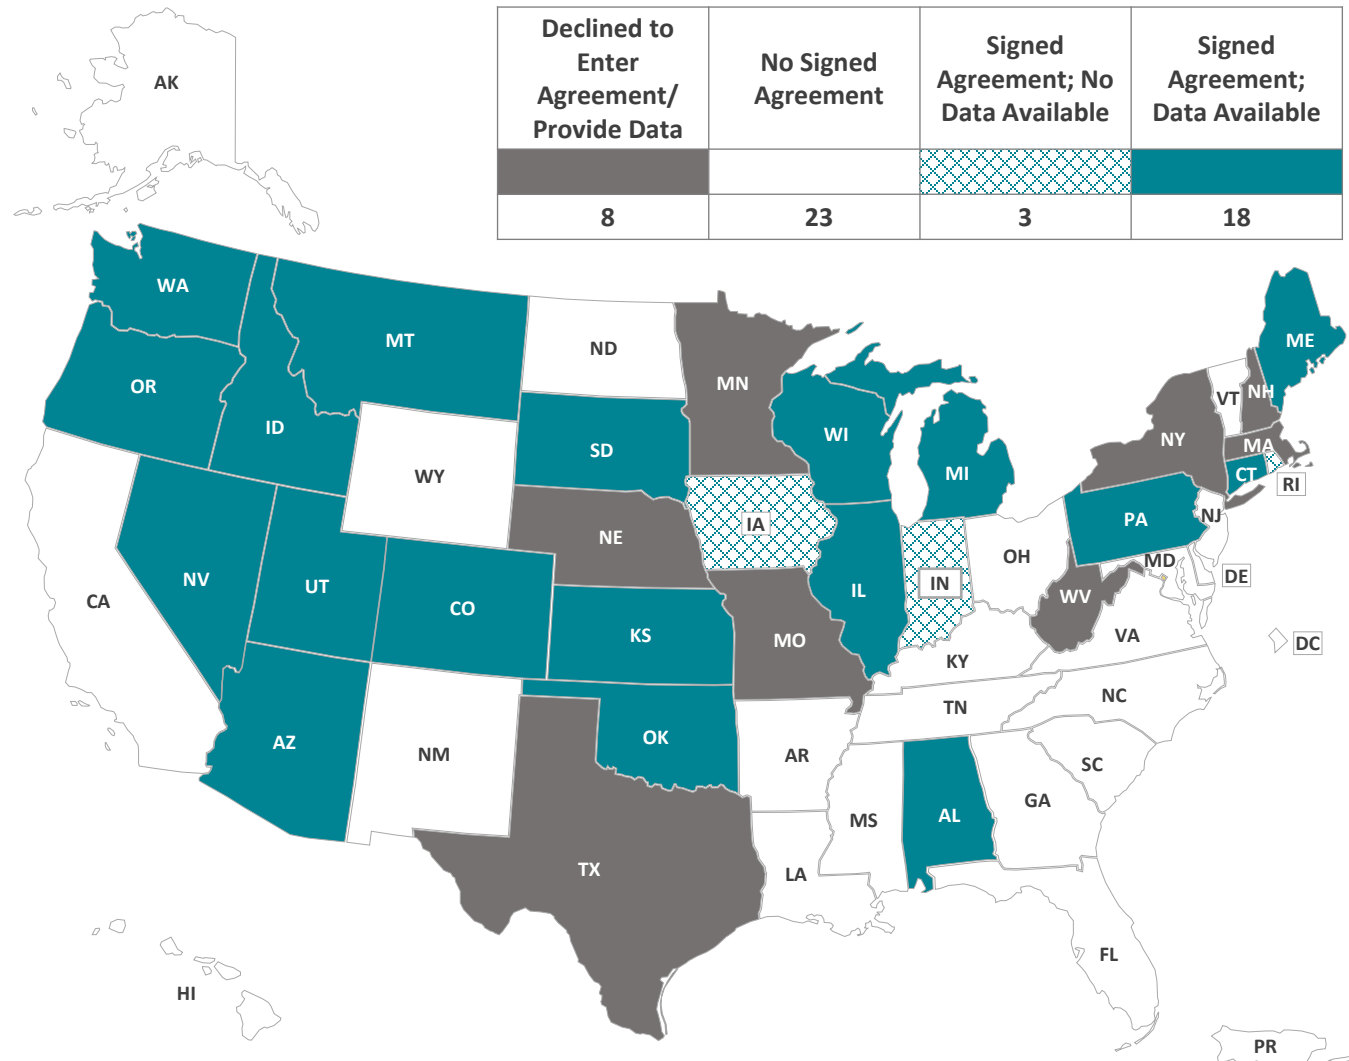 Declined to
Enter
Agreement/
Provide Data
No Signed
Agreement
Signed
Agreement; No
Data Available
Signed
Agreement;
Data Available
8
23
3
18
AK
WA
MT
ND
MN
ME
OR
ID
WY
SD
WI
MI
NY
VT
NH
MA
CT
RI
NE
IA
PA
NJ
NV
UT
CO
KS
MO
IL
IN
OH
MD
DE
WV
VA
DC
CA
KY
NC
TN
AZ
NM
OK
AR
SC
MS
AL
GA
TX
LA
FL
HI
PR